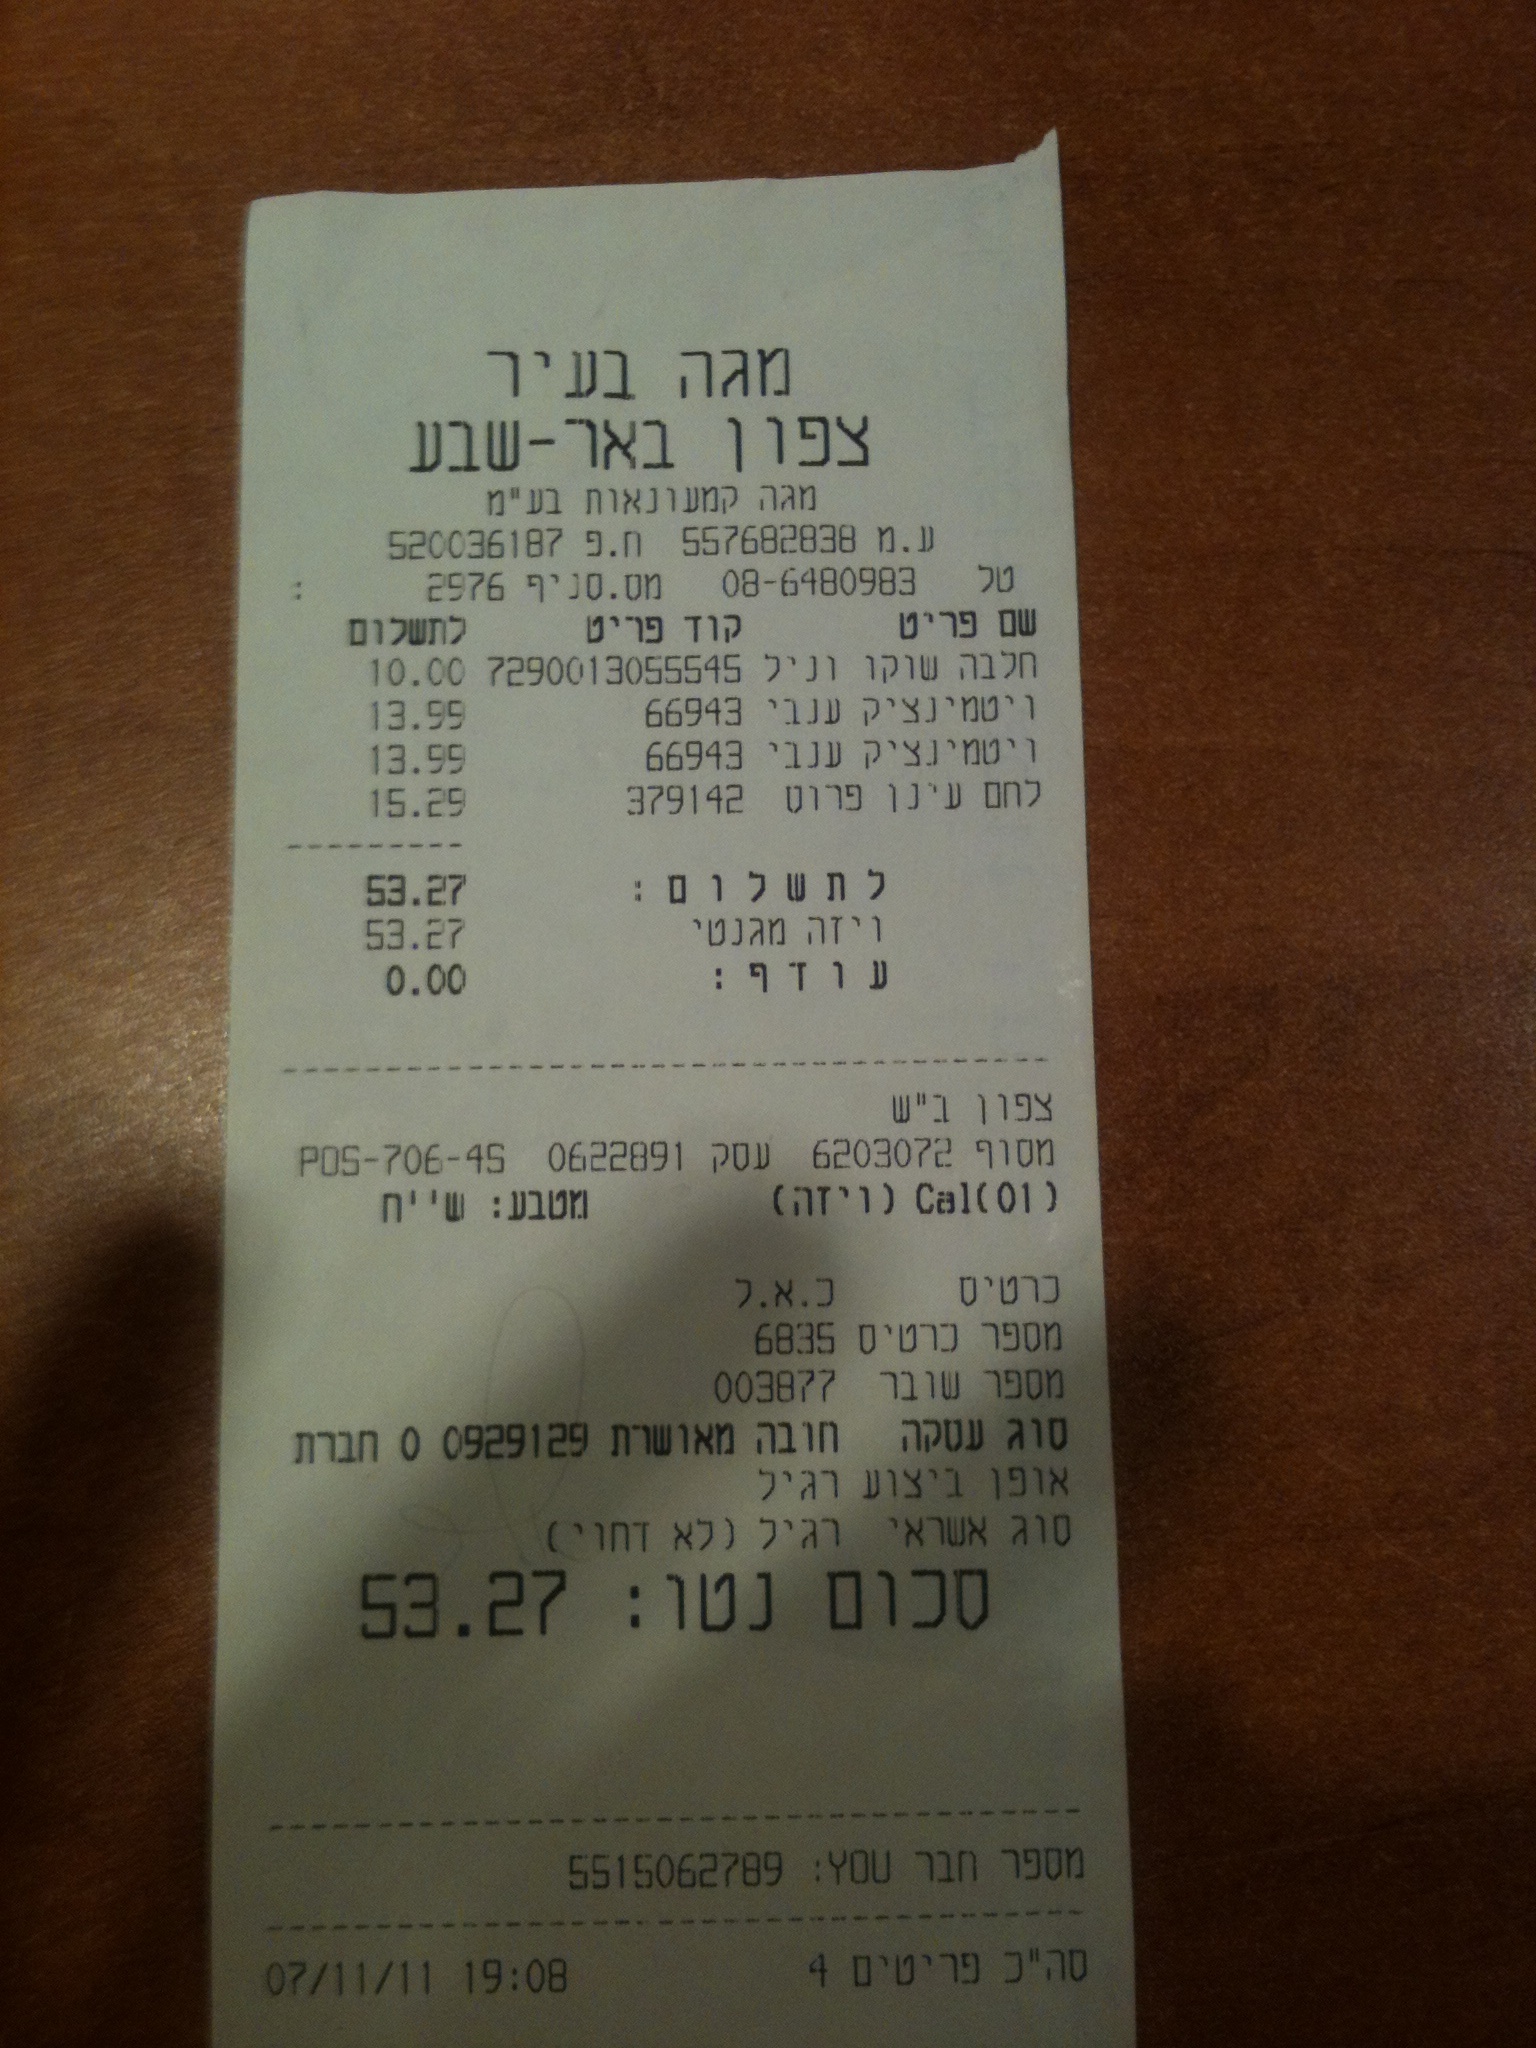 מגה בעיר
צפון באר-שבע
מגה קמעונאות בע"מ
ע.מ 557682838 ח.פ 520036187
טל 08-6480983 מס.סניף 2976 :
שם פריט קוד פריט לתשלום
חלבה שוקו וניל 7290013055545 10.00
ויטמינציק ענבי 66943 13.99
ויטמינציק ענבי 66943 13.99
לחם עינן פרוס 379142 15.29
לתשלום: 53.27
ויזה מגנטי 53.27
עודף: 0.00
צפון ב"ש
מסוף 6203072 עסק 0622891 POS-706-4S
Cal(01) (ויזה) מטבע: ש''ח
כרטיס כ.א.ל
מספר כרטיס 6835
מספר שובר 003877
סוג עסקה חובה מאושרת 0929129 0 חברת
אופן ביצוע רגיל
סוג אשראי רגיל (לא דחוי)
סכום נטו: 53.27
מספר חבר YOU: 5515062789
סה"כ פריטים 4 07/11/11 19:08